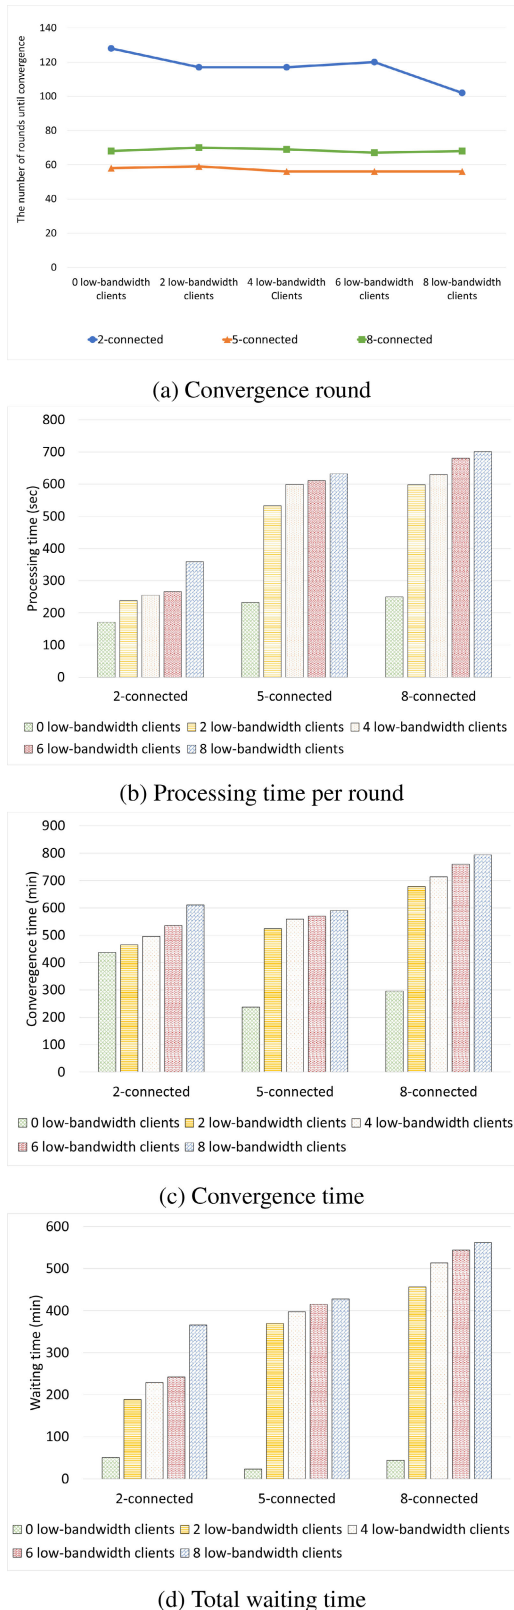 The number of rounds until convergence
140
120
100
80
60
40
20
0
0 low-bandwidth clients
2 low-bandwidth clients
4 low-bandwidth Clients
6 low-bandwidth clients
8 low-bandwidth clients
2-connected 5-connected 8-connected
(a) Convergence round
Processing time (sec)
800
700
600
500
400
300
200
100
0
2-connected 5-connected 8-connected
0 low-bandwidth clients 2 low-bandwidth clients 4 low-bandwidth clients
6 low-bandwidth clients 8 low-bandwidth clients
(b) Processing time per round
Converegence time (min)
900
800
700
600
500
400
300
200
100
0
2-connected 5-connected 8-connected
0 low-bandwidth clients 2 low-bandwidth clients 4 low-bandwidth clients
6 low-bandwidth clients 8 low-bandwidth clients
(c) Convergence time
Waiting time (min)
600
500
400
300
200
100
0
2-connected 5-connected 8-connected
0 low-bandwidth clients 2 low-bandwidth clients 4 low-bandwidth clients
6 low-bandwidth clients 8 low-bandwidth clients
(d) Total waiting time